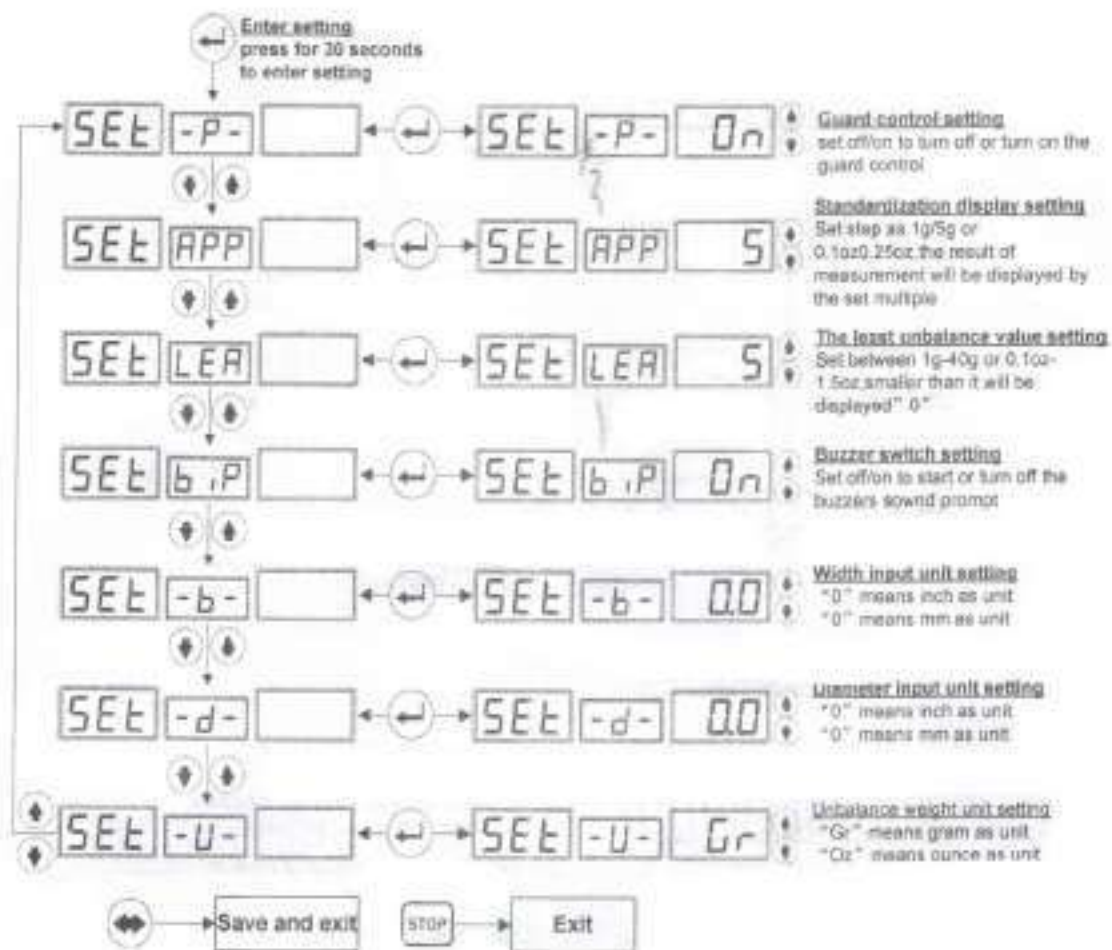 Enter setting
press for 30 seconds
to enter setting
SEt -P-
SEt -P- On
Guard control setting
set off/on to turn off or turn on the
guard control
SEt APP
SEt APP 5
Standardization display setting
Set step as 1g/5g or
0.1oz0.25oz,the result of
measurement will be displayed by
the set multiple
SEt LEA
SEt LEA 5
The least unbalance value setting
Set between 1g-40g or 0.1oz-
1.5oz,smaller than it will be
displayed" 0"
SEt biP
SEt biP On
Buzzer switch setting
Set off/on to start or turn off the
buzzers sownd prompt
SEt -b-
SEt -b- 0.0
Width input unit setting
"0" means inch as unit
"0" means mm as unit
SEt -d-
SEt -d- 0.0
Diameter input unit setting
"0" means inch as unit
"0" means mm as unit
SEt -U-
SEt -U- Gr
Unbalance weight unit setting
"Gr" means gram as unit
"Oz" means ounce as unit
Save and exit
STOP
Exit